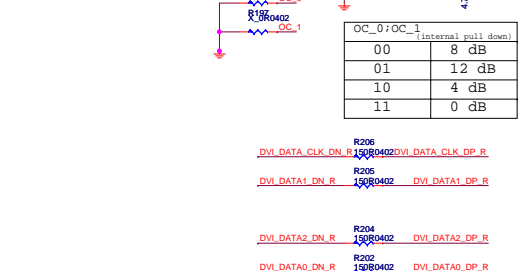 R197
X_0R0402
OC_1
OC_0;OC_1 (internal pull down)
00 8 dB
01 12 dB
10 4 dB
11 0 dB
R206
DVI_DATA_CLK_DN_R 150R0402 DVI_DATA_CLK_DP_R
R205
DVI_DATA1_DN_R 150R0402 DVI_DATA1_DP_R
R204
DVI_DATA2_DN_R 150R0402 DVI_DATA2_DP_R
R202
DVI_DATA0_DN_R 150R0402 DVI_DATA0_DP_R